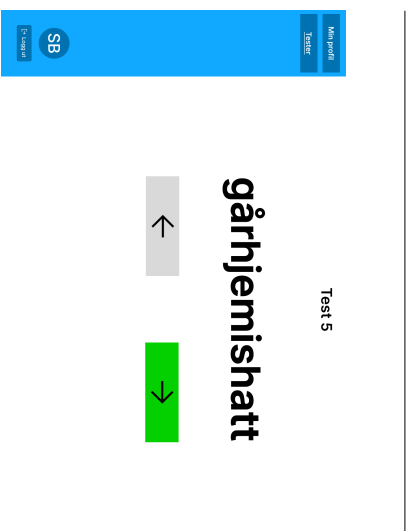 Min profil
Tester
SB
[→ Logg ut
Test 5
gårhjemishatt
← →